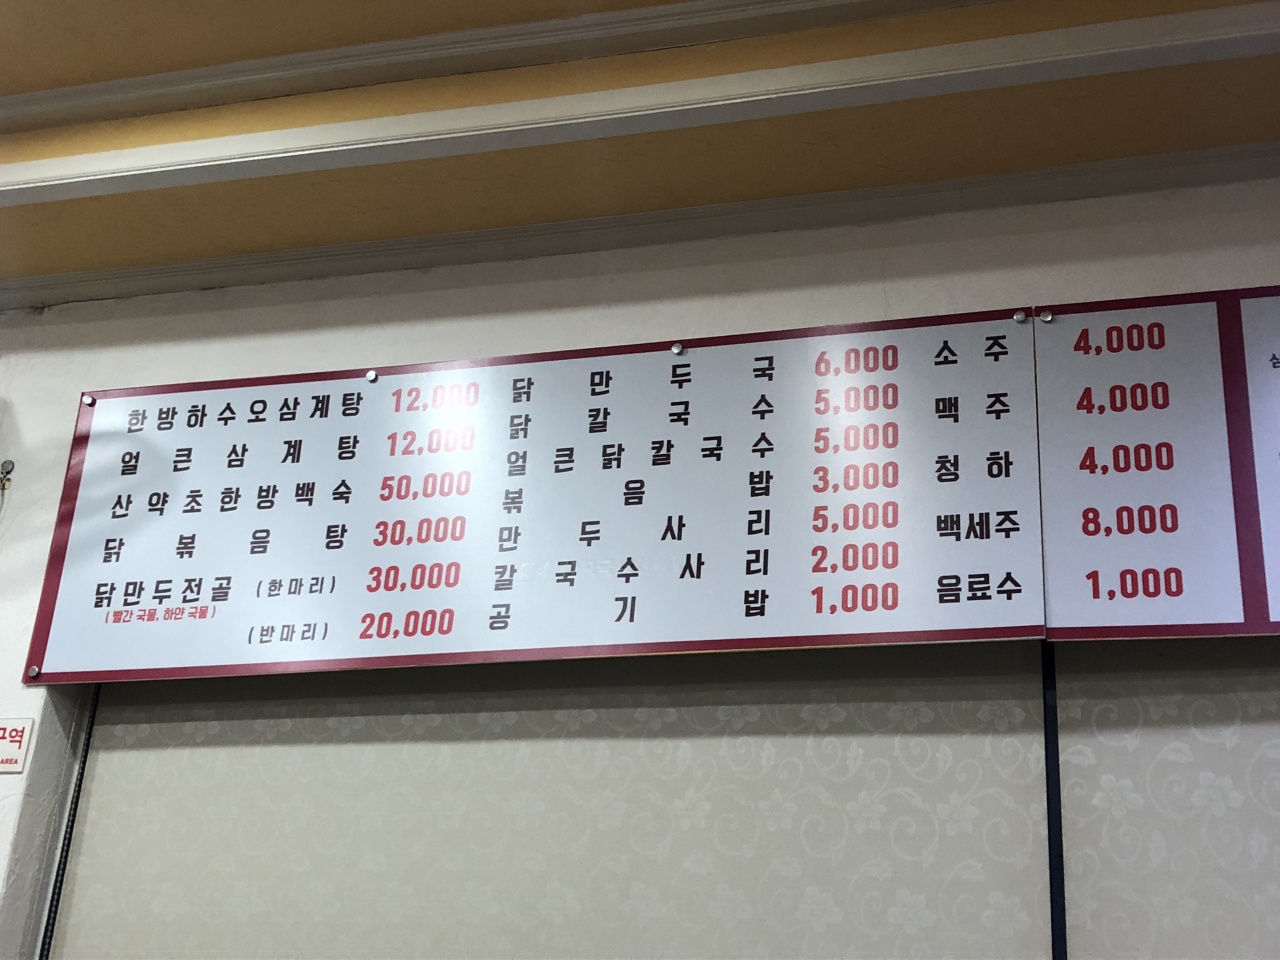 한방하수오삼계탕 12,000
얼큰삼계탕 12,000
산약초한방백숙 50,000
닭볶음탕 30,000
닭만두전골 (한마리) 30,000
(빨간 국물, 하얀 국물)
(반마리) 20,000
닭만두국 6,000
닭칼국수 5,000
얼큰닭칼국수 5,000
볶음밥 3,000
만두사리 5,000
칼국수사리 2,000
공기밥 1,000
소주 4,000
맥주 4,000
청하 4,000
백세주 8,000
음료수 1,000
구역
AREA